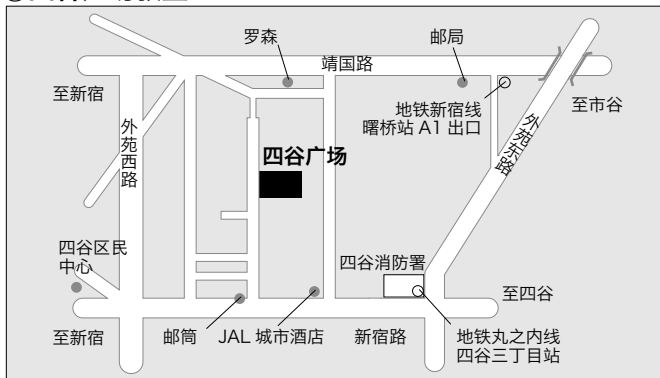 罗森
邮局
靖国路
至新宿
地铁新宿线
曙桥站 A1 出口
至市谷
外苑西路
外苑东路
四谷广场
四谷区民
中心
四谷消防署
至四谷
至新宿
邮筒
JAL 城市酒店
新宿路
地铁丸之内线
四谷三丁目站